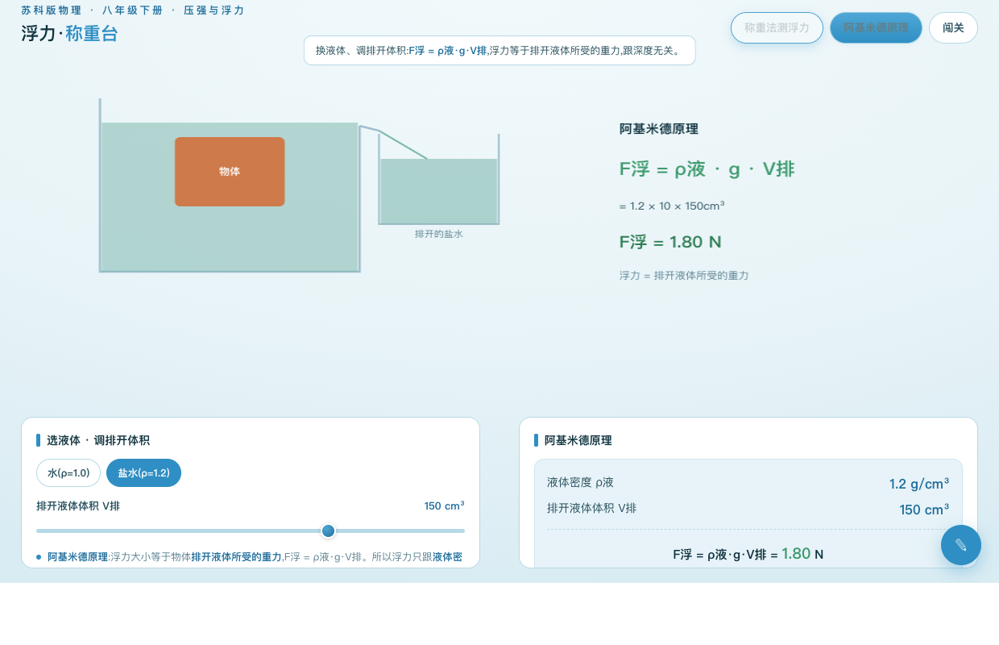 苏科版物理 · 八年级下册 · 压强与浮力
浮力·称重台
称重法测浮力
阿基米德原理
闯关
换液体、调排开体积:F浮 = ρ液·g·V排,浮力等于排开液体所受的重力,跟深度无关。
物体
排开的盐水
阿基米德原理
F浮 = ρ液 · g · V排
= 1.2 × 10 × 150cm³
F浮 = 1.80 N
浮力 = 排开液体所受的重力
选液体 · 调排开体积
水(ρ=1.0)
盐水(ρ=1.2)
排开液体体积 V排
150 cm³
阿基米德原理:浮力大小等于物体排开液体所受的重力,F浮 = ρ液·g·V排。所以浮力只跟液体密
阿基米德原理
液体密度 ρ液
1.2 g/cm³
排开液体体积 V排
150 cm³
F浮 = ρ液·g·V排 = 1.80 N